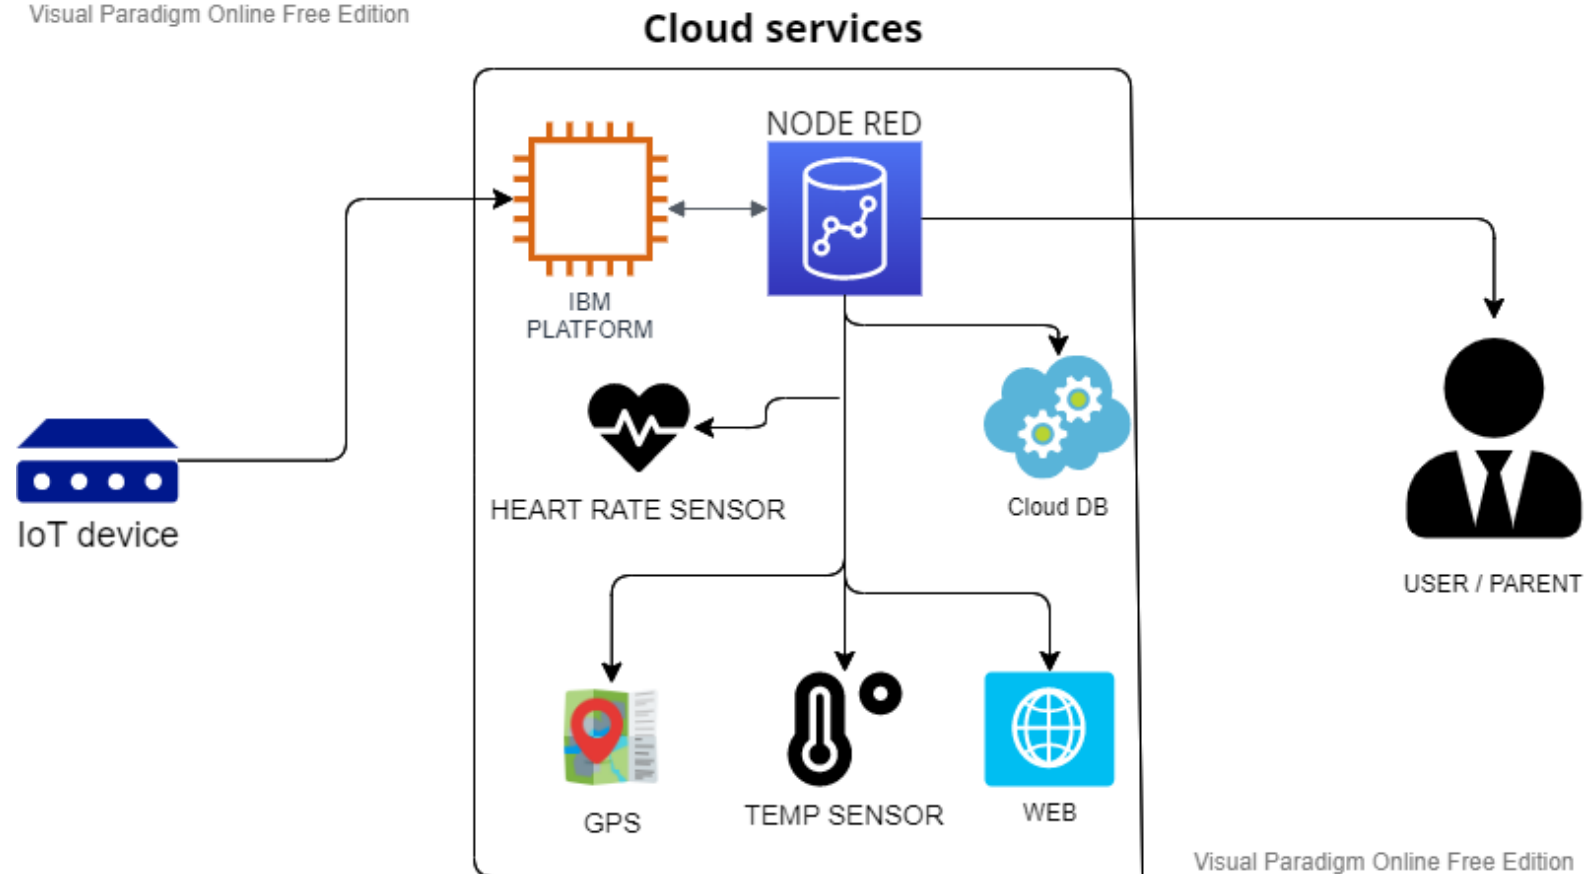 Visual Paradigm Online Free Edition
Cloud services
NODE RED
IBM
PLATFORM
HEART RATE SENSOR
Cloud DB
IoT device
USER / PARENT
GPS
TEMP SENSOR
WEB
Visual Paradigm Online Free Edition